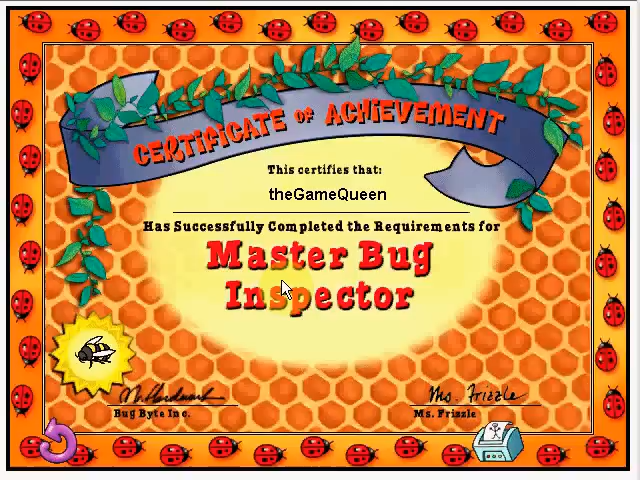 CERTIFICATE OF ACHIEVEMENT
This certifies that:
theGameQueen
Has Successfully Completed the Requirements for
Master Bug
Inspector
Ms. Frizzle
Bug Byte Inc.
Ms. Frizzle